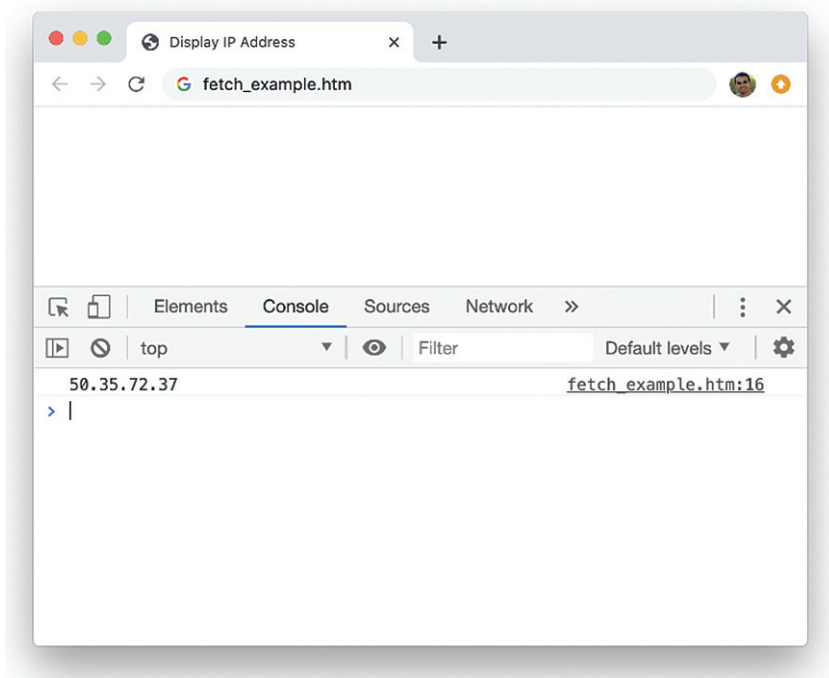 Display IP Address
fetch_example.htm
Elements Console Sources Network
top Filter Default levels
50.35.72.37 fetch_example.htm:16